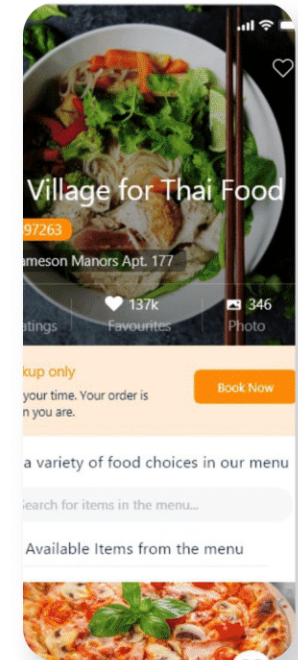 Village for Thai Food
97263
ameson Manors Apt. 177
137k
346
atings
Favourites
Photo
kup only
your time. Your order is
n you are.
Book Now
a variety of food choices in our menu
Search for items in the menu...
Available Items from the menu